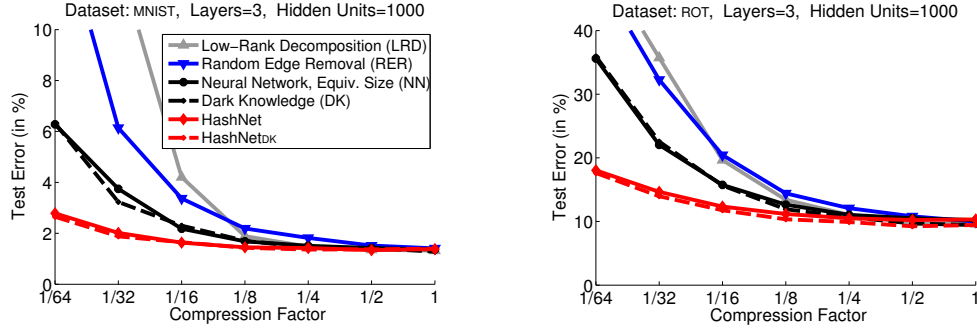 Dataset: MNIST, Layers=3, Hidden Units=1000
10
8
6
4
2
0
Test Error (in %)
Low-Rank Decomposition (LRD)
Random Edge Removal (RER)
Neural Network, Equiv. Size (NN)
Dark Knowledge (DK)
HashNet
HashNetDK
1/64 1/32 1/16 1/8 1/4 1/2 1
Compression Factor
Dataset: ROT, Layers=3, Hidden Units=1000
40
30
20
10
0
Test Error (in %)
1/64 1/32 1/16 1/8 1/4 1/2 1
Compression Factor